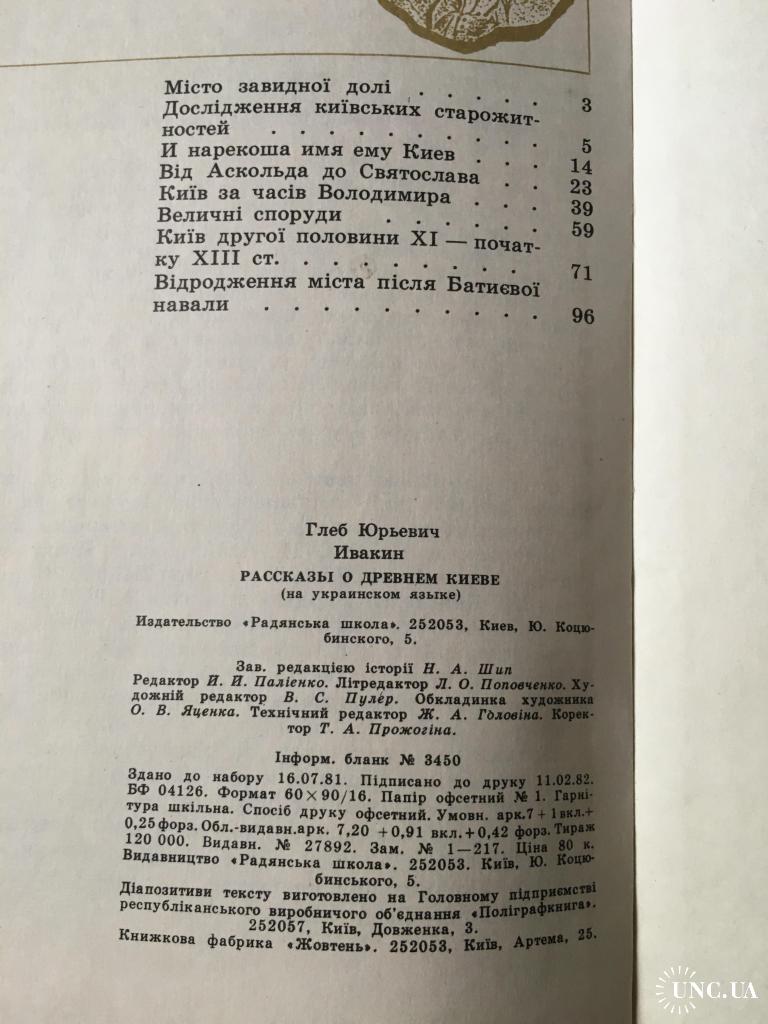 Місто завидної долі . . . . . 3
Дослідження київських старожит-
ностей . . . . . . . . . 5
И нарекоша имя ему Киев . . 14
Від Аскольда до Святослава . . 23
Київ за часів Володимира . . . 39
Величні споруди . . . . . . 59
Київ другої половини XI — почат-
ку XIII ст. . . . . . . . . 71
Відродження міста після Батиєвої
навали . . . . . . . . . . 96
Глеб Юрьевич
Ивакин
РАССКАЗЫ О ДРЕВНЕМ КИЕВЕ
(на украинском языке)
Издательство «Радянська школа». 252053, Киев, Ю. Коцю-
бинского, 5.
Зав. редакцією історії Н. А. Шип
Редактор И. И. Палієнко. Літредактор Л. О. Поповченко. Ху-
дожній редактор В. С. Пулєр. Обкладинка художника
О. В. Яценка. Технічний редактор Ж. А. Головіна. Корек-
тор Т. А. Прожогіна.
Інформ. бланк № 3450
Здано до набору 16.07.81. Підписано до друку 11.02.82.
БФ 04126. Формат 60×90/16. Папір офсетний № 1. Гарні-
тура шкільна. Спосіб друку офсетний. Умовн. арк.7 + 1 вкл.+
0,25 форз. Обл.-видавн.арк. 7,20 + 0,91 вкл.+ 0,42 форз. Тираж
120 000. Видавн. № 27892. Зам. № 1—217. Ціна 80 к.
Видавництво «Радянська школа». 252053. Київ, Ю. Коцю-
бинського, 5.
Діапозитиви тексту виготовлено на Головному підприємстві
республіканського виробничого об'єднання «Поліграфкнига».
252057, Київ, Довженка, 3.
Книжкова фабрика «Жовтень». 252053, Київ, Артема, 25.
UNC.UA